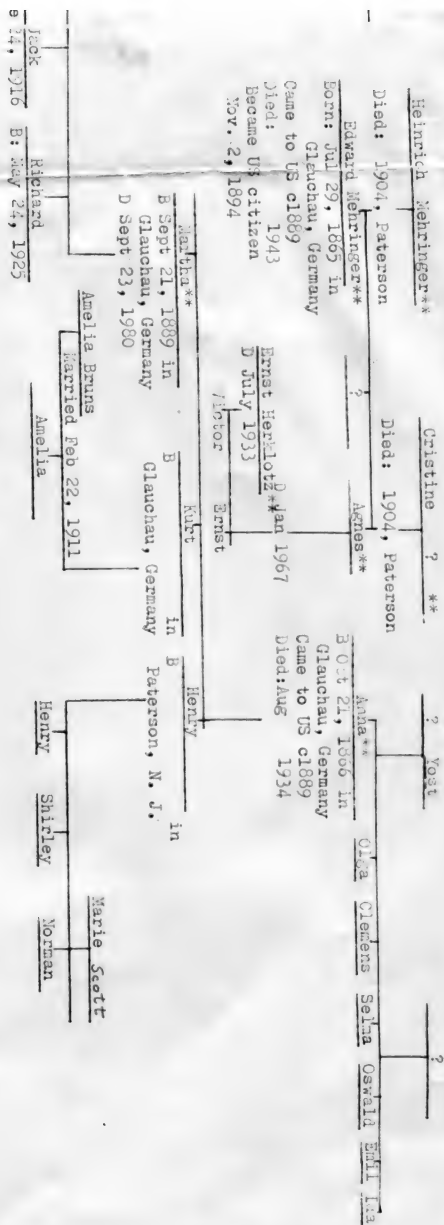 Heinrich Mehringer**
Died: 1904, Paterson
Cristine ? **
Died: 1904, Paterson
? Yost
?
Edward Mehringer**
Born: Jul 29, 1865 in
Glauchau, Germany
Came to US c1889
Died: 1943
Became US citizen
Nov. 2, 1894
?
Agnes**
D Jan 1967
Ernst Herklotz**
D July 1933
Victor
Ernst
Anna**
B Oct 21, 1866 in
Glauchau, Germany
Came to US c1889
Died:Aug 1934
Olga
Clemens
Selma
Oswald
Emil
Ida
Martha**
B Sept 21, 1889 in
Glauchau, Germany
D Sept 23, 1980
Kurt
B in
Glauchau, Germany
Henry
B in
Paterson, N. J.
Amelia Bruns
Married Feb 22, 1911
Amelia
Marie Scott
Jack
e 24, 1916
Richard
B: May 24, 1925
Henry
Shirley
Norman